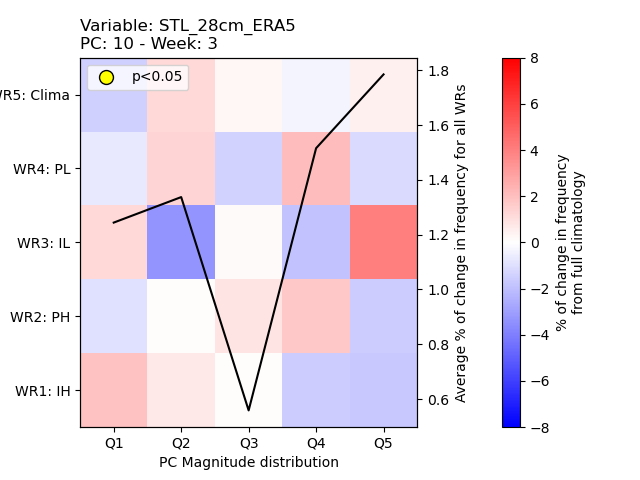 Variable: STL_28cm_ERA5
PC: 10 - Week: 3
p<0.05
WR5: Clima
WR4: PL
WR3: IL
WR2: PH
WR1: IH
Q1 Q2 Q3 Q4 Q5
PC Magnitude distribution
1.8
1.6
1.4
1.2
1.0
0.8
0.6
Average % of change in frequency for all WRs
8
6
4
2
0
−2
−4
−6
−8
% of change in frequency
from full climatology